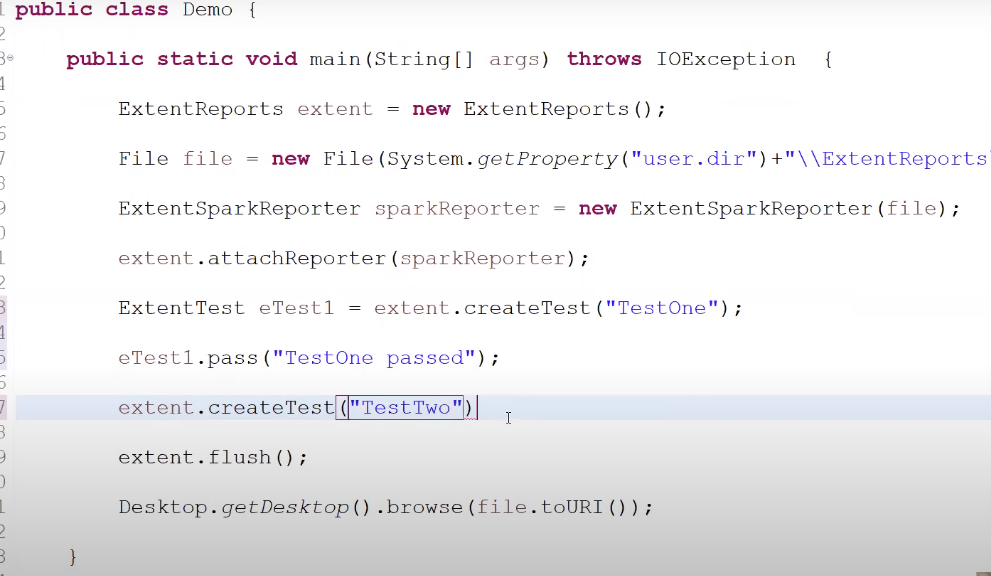 public class Demo {
public static void main(String[] args) throws IOException {
ExtentReports extent = new ExtentReports();
File file = new File(System.getProperty("user.dir")+"\\ExtentReports
ExtentSparkReporter sparkReporter = new ExtentSparkReporter(file);
extent.attachReporter(sparkReporter);
ExtentTest eTest1 = extent.createTest("TestOne");
eTest1.pass("TestOne passed");
extent.createTest("TestTwo")
extent.flush();
Desktop.getDesktop().browse(file.toURI());
}